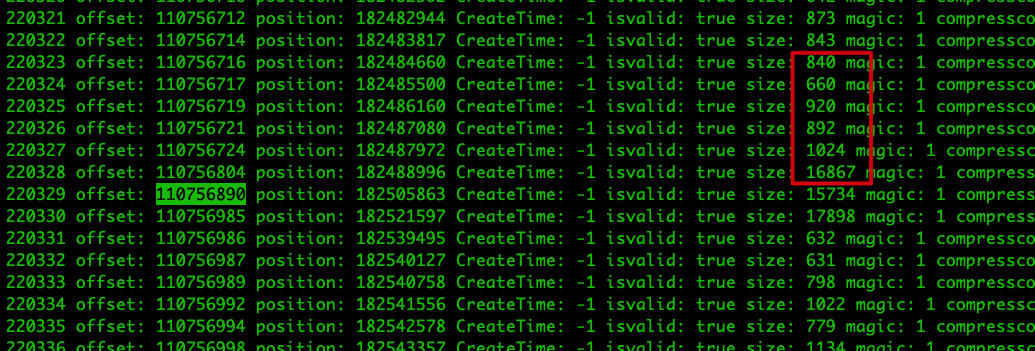 220321 offset: 110756712 position: 182482944 CreateTime: -1 isvalid: true size: 873 magic: 1 compressco
220322 offset: 110756714 position: 182483817 CreateTime: -1 isvalid: true size: 843 magic: 1 compressco
220323 offset: 110756716 position: 182484660 CreateTime: -1 isvalid: true size: 840 magic: 1 compressco
220324 offset: 110756717 position: 182485500 CreateTime: -1 isvalid: true size: 660 magic: 1 compressco
220325 offset: 110756719 position: 182486160 CreateTime: -1 isvalid: true size: 920 magic: 1 compressco
220326 offset: 110756721 position: 182487080 CreateTime: -1 isvalid: true size: 892 magic: 1 compressco
220327 offset: 110756724 position: 182487972 CreateTime: -1 isvalid: true size: 1024 magic: 1 compressc
220328 offset: 110756804 position: 182488996 CreateTime: -1 isvalid: true size: 16867 magic: 1 compress
220329 offset: 110756890 position: 182505863 CreateTime: -1 isvalid: true size: 15734 magic: 1 compress
220330 offset: 110756985 position: 182521597 CreateTime: -1 isvalid: true size: 17898 magic: 1 compress
220331 offset: 110756986 position: 182539495 CreateTime: -1 isvalid: true size: 632 magic: 1 compressco
220332 offset: 110756987 position: 182540127 CreateTime: -1 isvalid: true size: 631 magic: 1 compressco
220333 offset: 110756989 position: 182540758 CreateTime: -1 isvalid: true size: 798 magic: 1 compressco
220334 offset: 110756992 position: 182541556 CreateTime: -1 isvalid: true size: 1022 magic: 1 compressc
220335 offset: 110756994 position: 182542578 CreateTime: -1 isvalid: true size: 779 magic: 1 compressco
220336 offset: 110756998 position: 182543357 CreateTime: -1 isvalid: true size: 1134 magic: 1 compressc